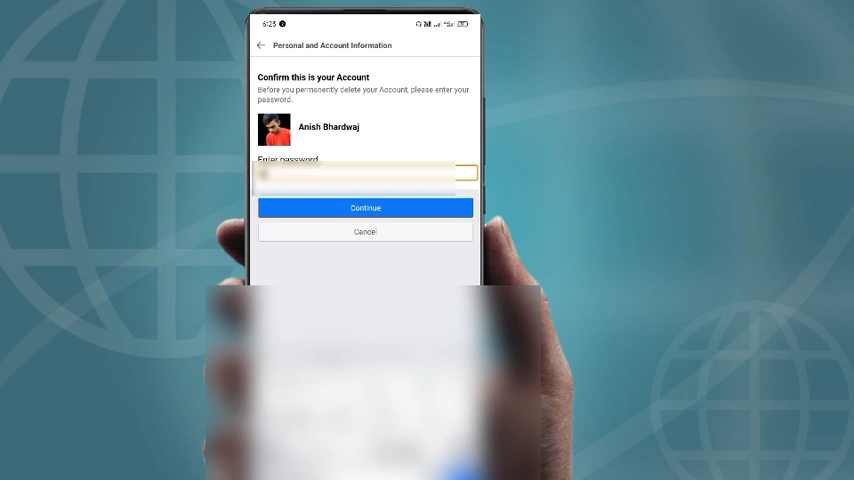 6:23
Personal and Account Information
Confirm this is your Account
Before you permanently delete your Account, please enter your
password.
Anish Bhardwaj
Enter password
Continue
Cancel